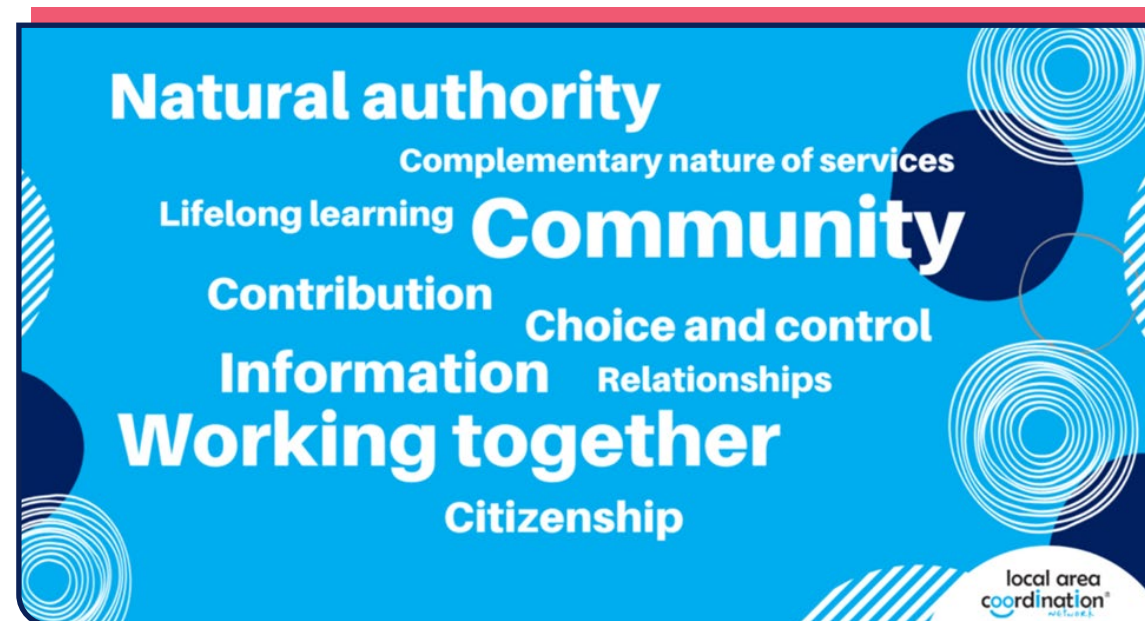 Natural authority
Complementary nature of services
Lifelong learning
Community
Contribution
Choice and control
Information
Relationships
Working together
Citizenship
local area
coordination®
network